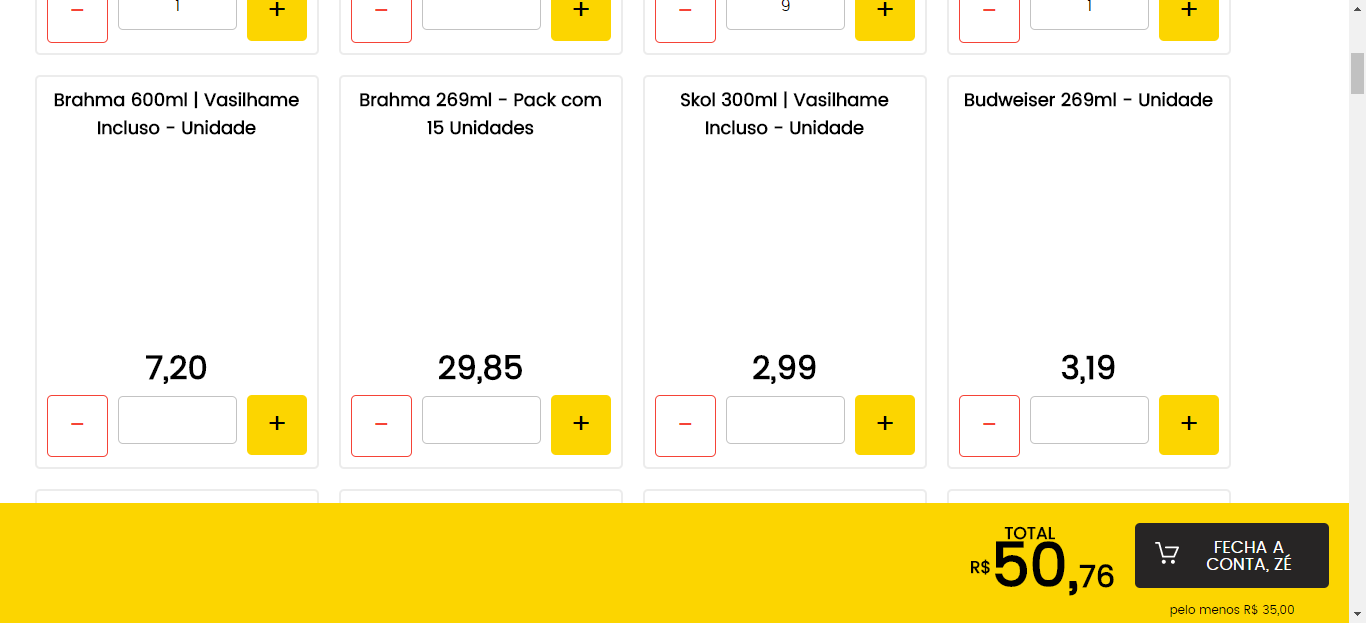 − 1 + − + − 9 + − 1 +
Brahma 600ml | Vasilhame
Incluso - Unidade
Brahma 269ml - Pack com
15 Unidades
Skol 300ml | Vasilhame
Incluso - Unidade
Budweiser 269ml - Unidade
7,20
29,85
2,99
3,19
− + − + − + − +
TOTAL
R$50,76
FECHA A
CONTA, ZÉ
pelo menos R$ 35,00